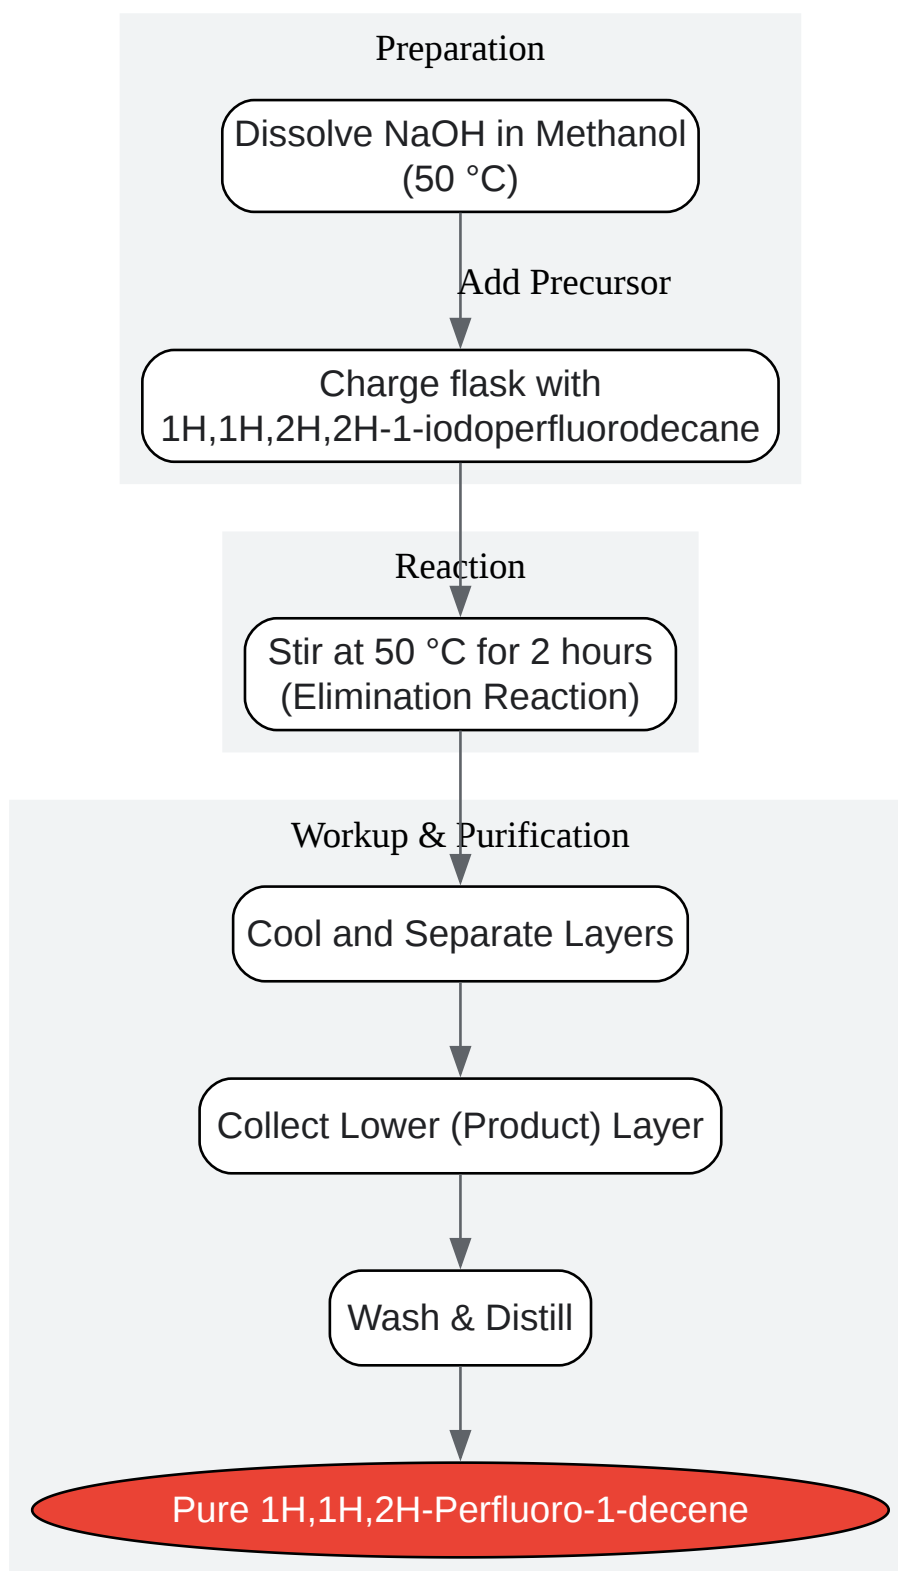 Preparation
Dissolve NaOH in Methanol
(50 °C)
Add Precursor
Charge flask with
1H,1H,2H,2H-1-iodoperfluorodecane
Reaction
Stir at 50 °C for 2 hours
(Elimination Reaction)
Workup & Purification
Cool and Separate Layers
Collect Lower (Product) Layer
Wash & Distill
Pure 1H,1H,2H-Perfluoro-1-decene